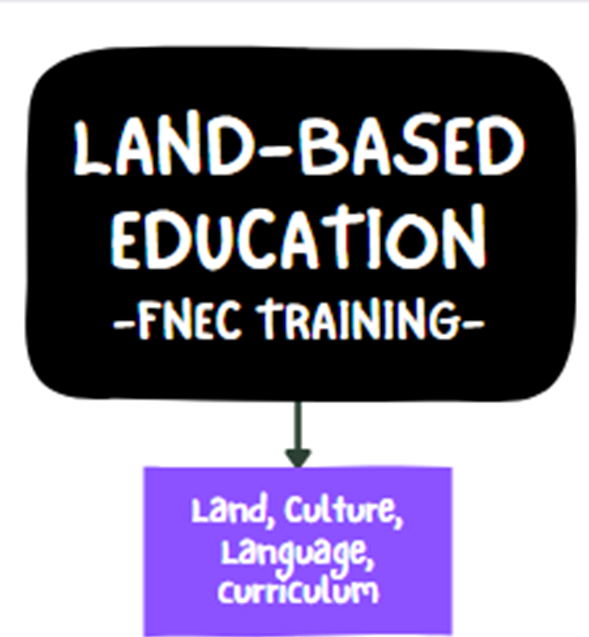 LAND-BASED
EDUCATION
-FNEC TRAINING-
Land, Culture,
Language,
curriculum